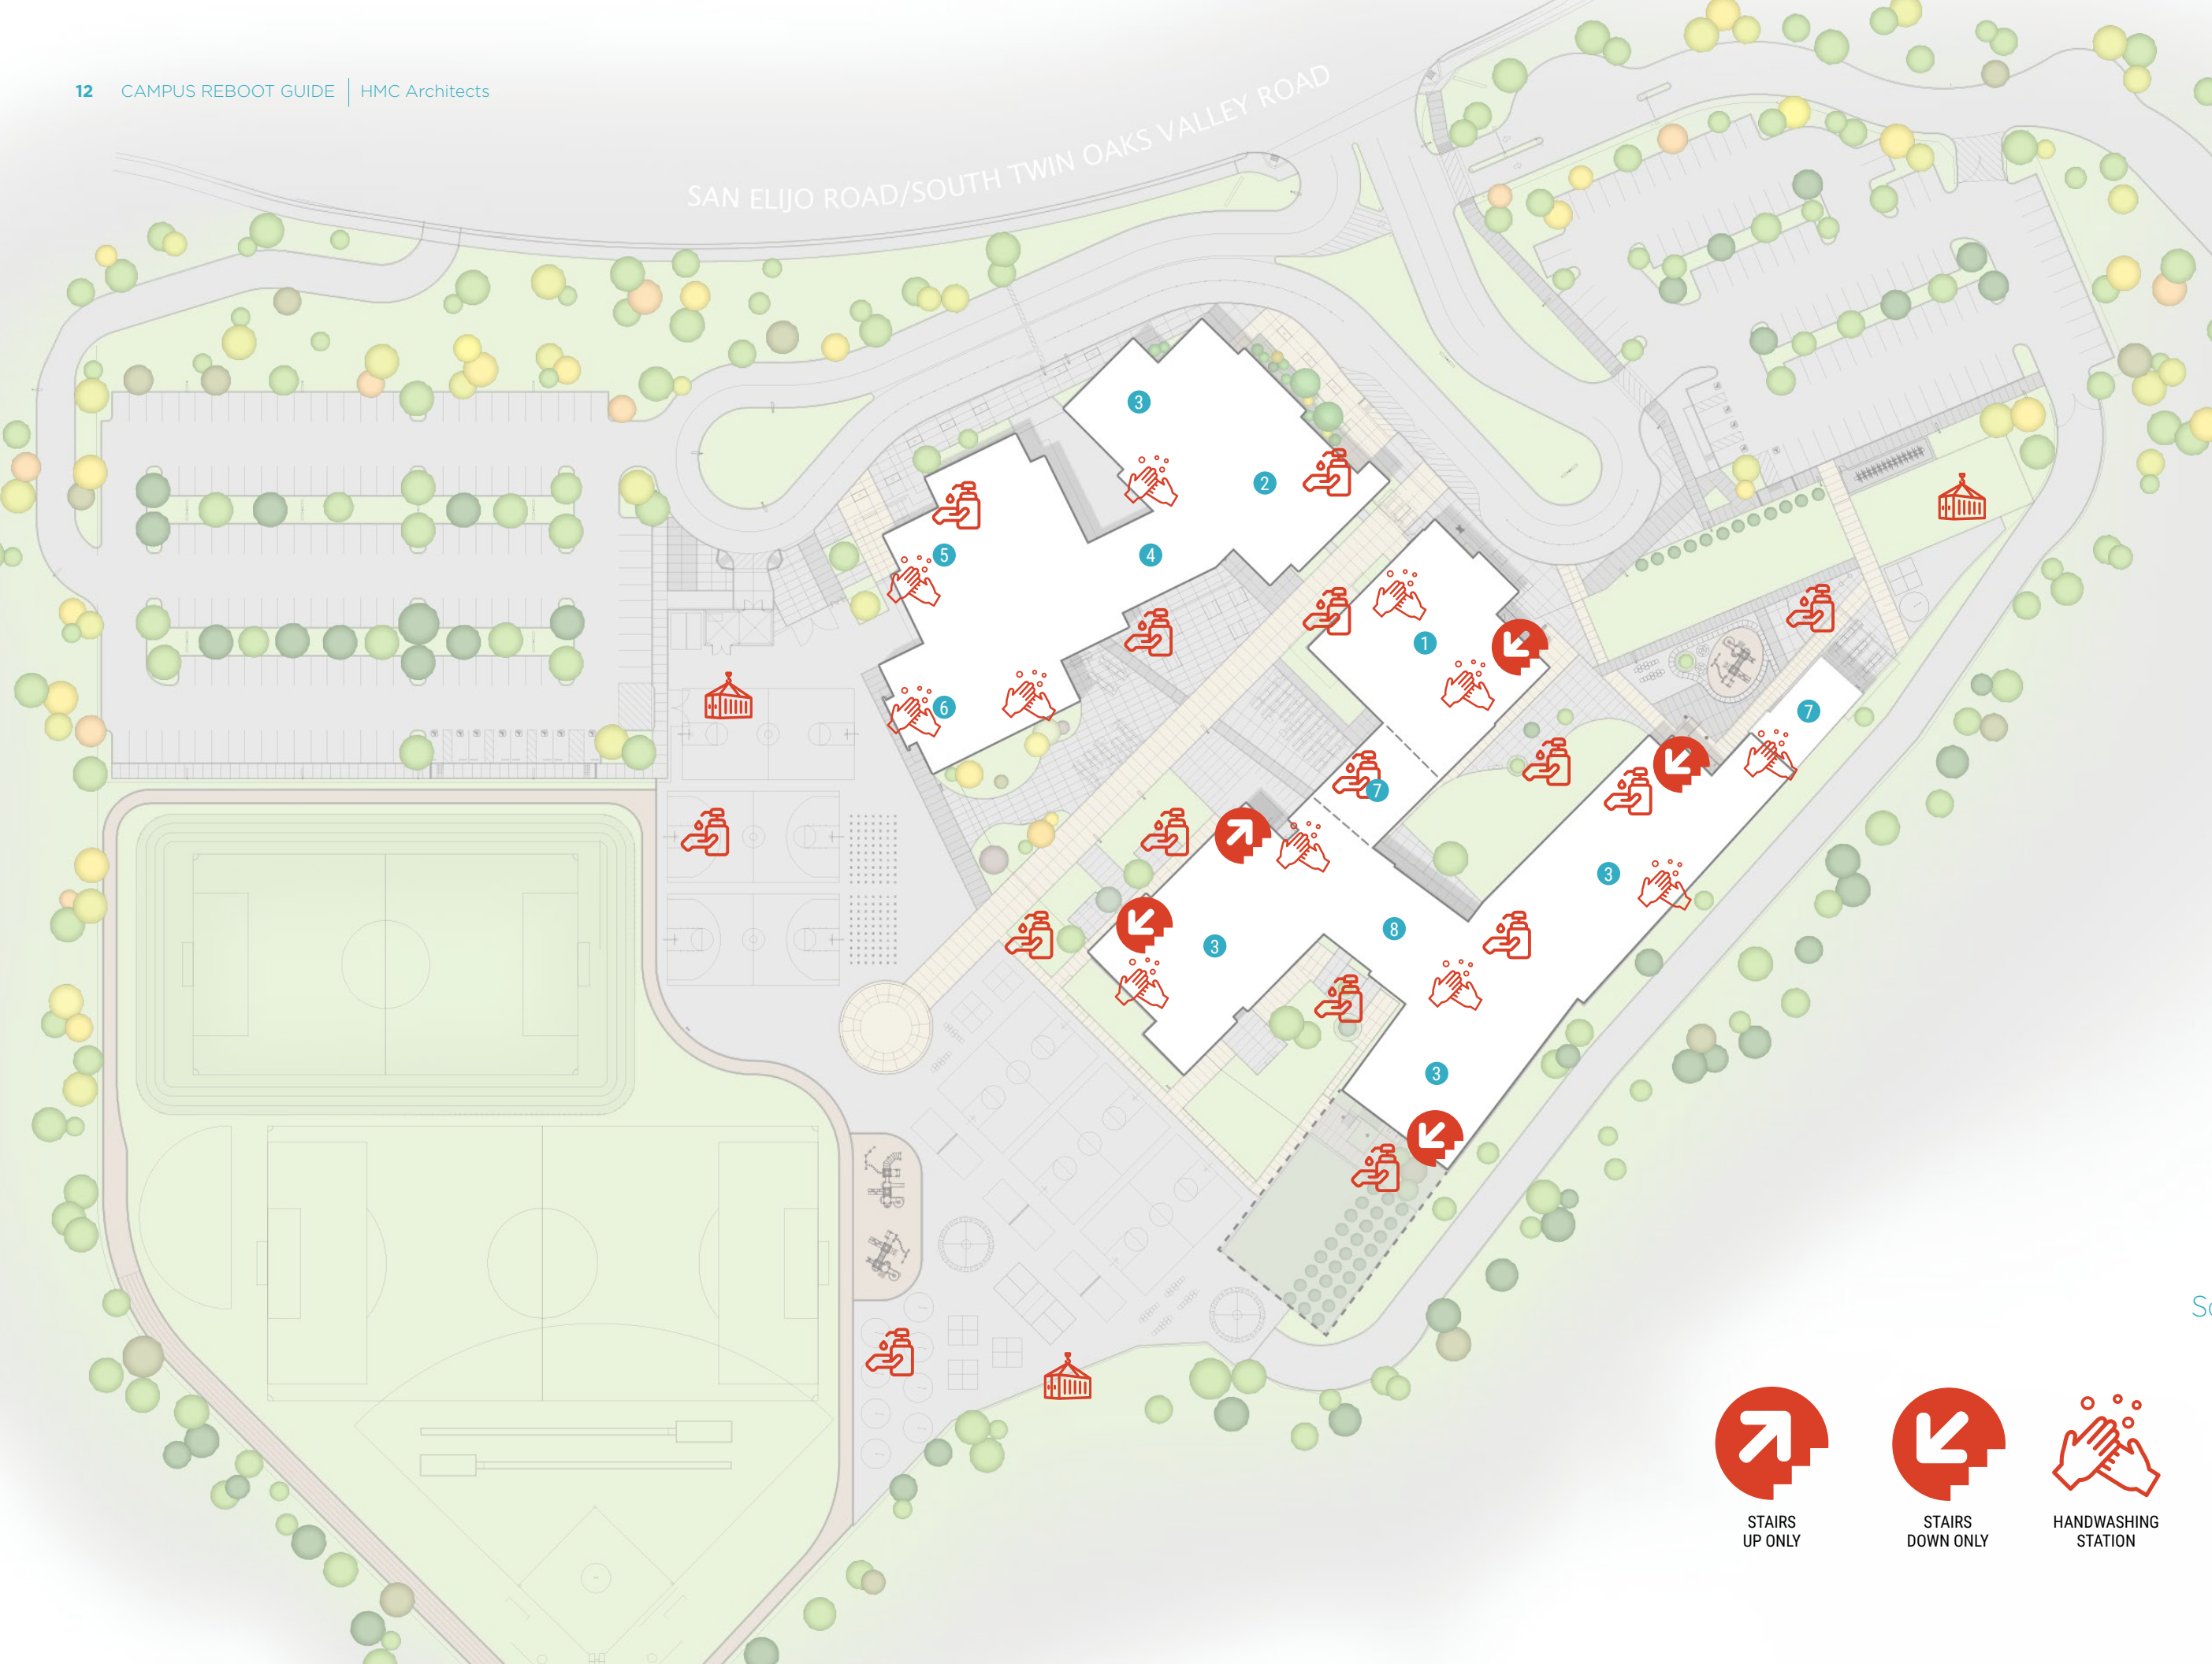 12 CAMPUS REBOOT GUIDE | HMC Architects
SAN ELIJO ROAD/SOUTH TWIN OAKS VALLEY ROAD
3
2
5
4
1
6
7
7
3
8
3
3
STAIRS
UP ONLY
STAIRS
DOWN ONLY
HANDWASHING
STATION